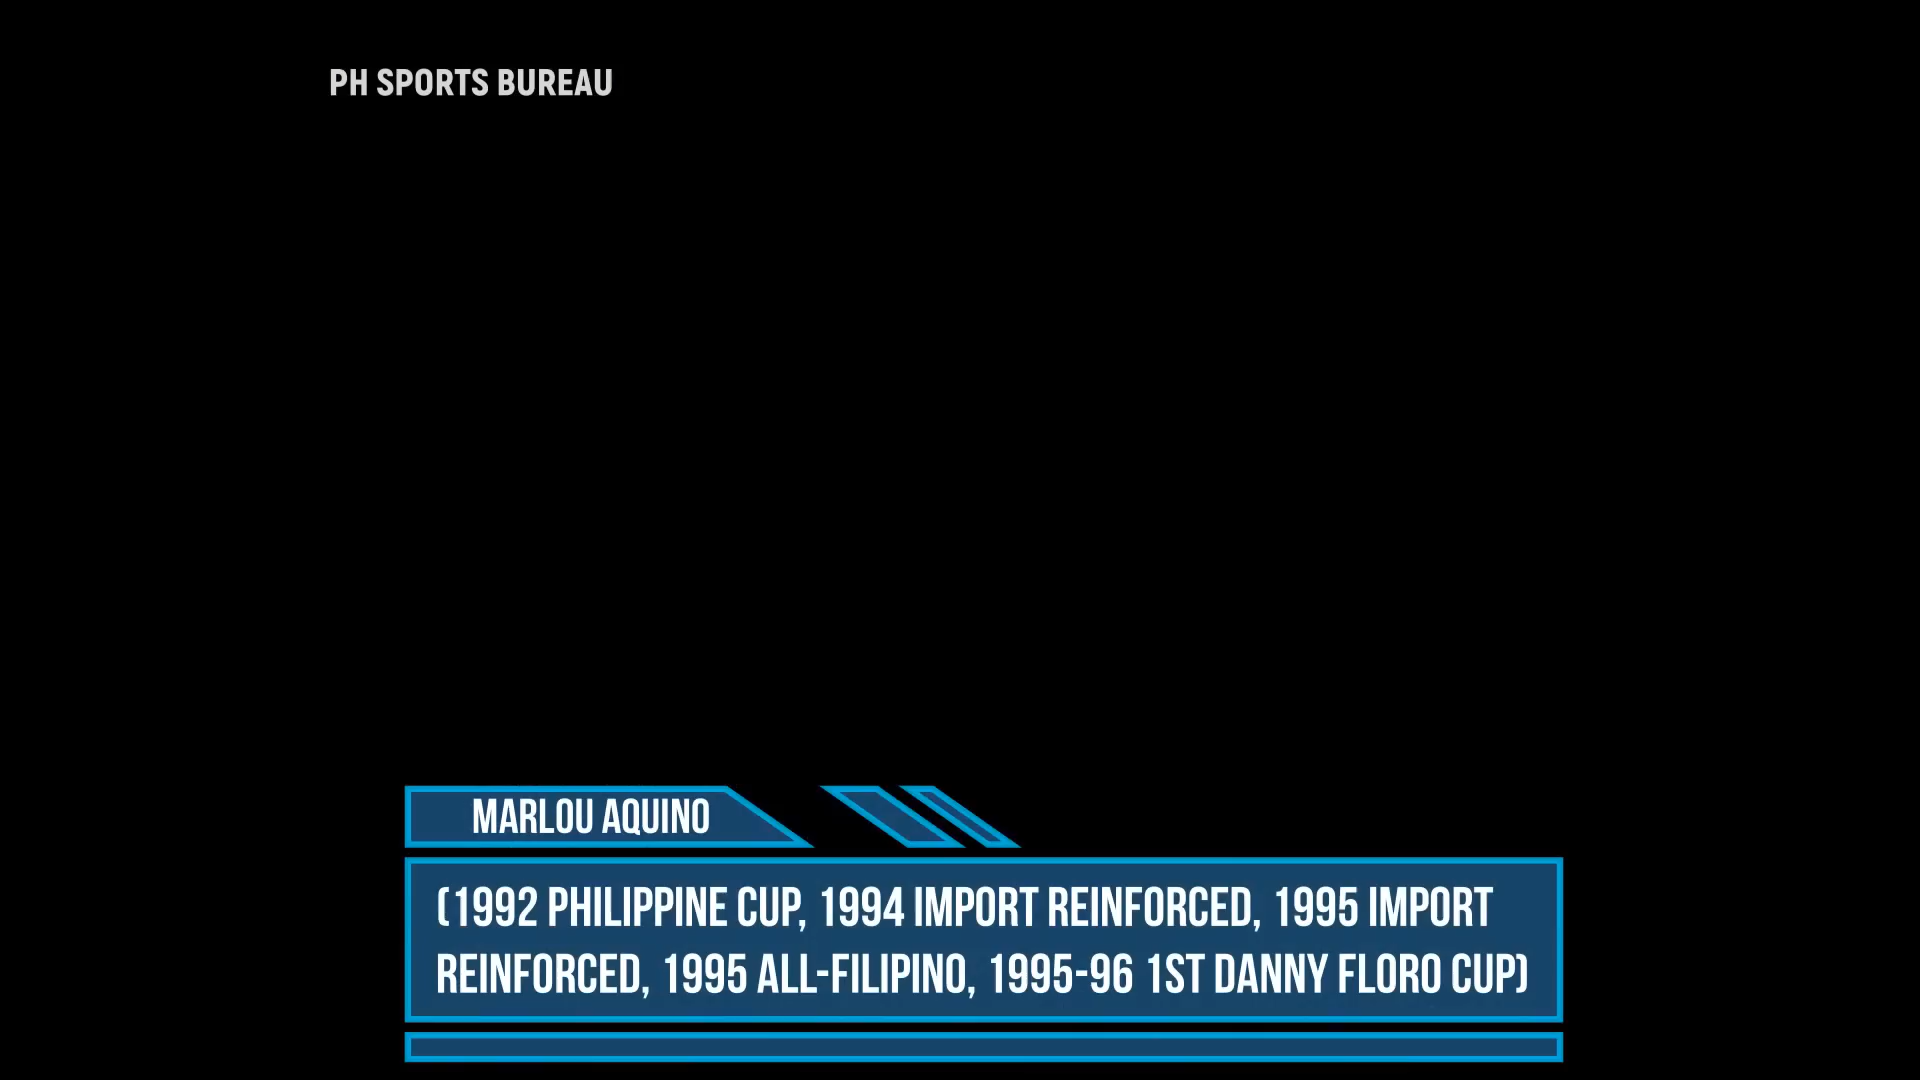 PH SPORTS BUREAU
MARLOU AQUINO
(1992 PHILIPPINE CUP, 1994 IMPORT REINFORCED, 1995 IMPORT
REINFORCED, 1995 ALL-FILIPINO, 1995-96 1ST DANNY FLORO CUP)